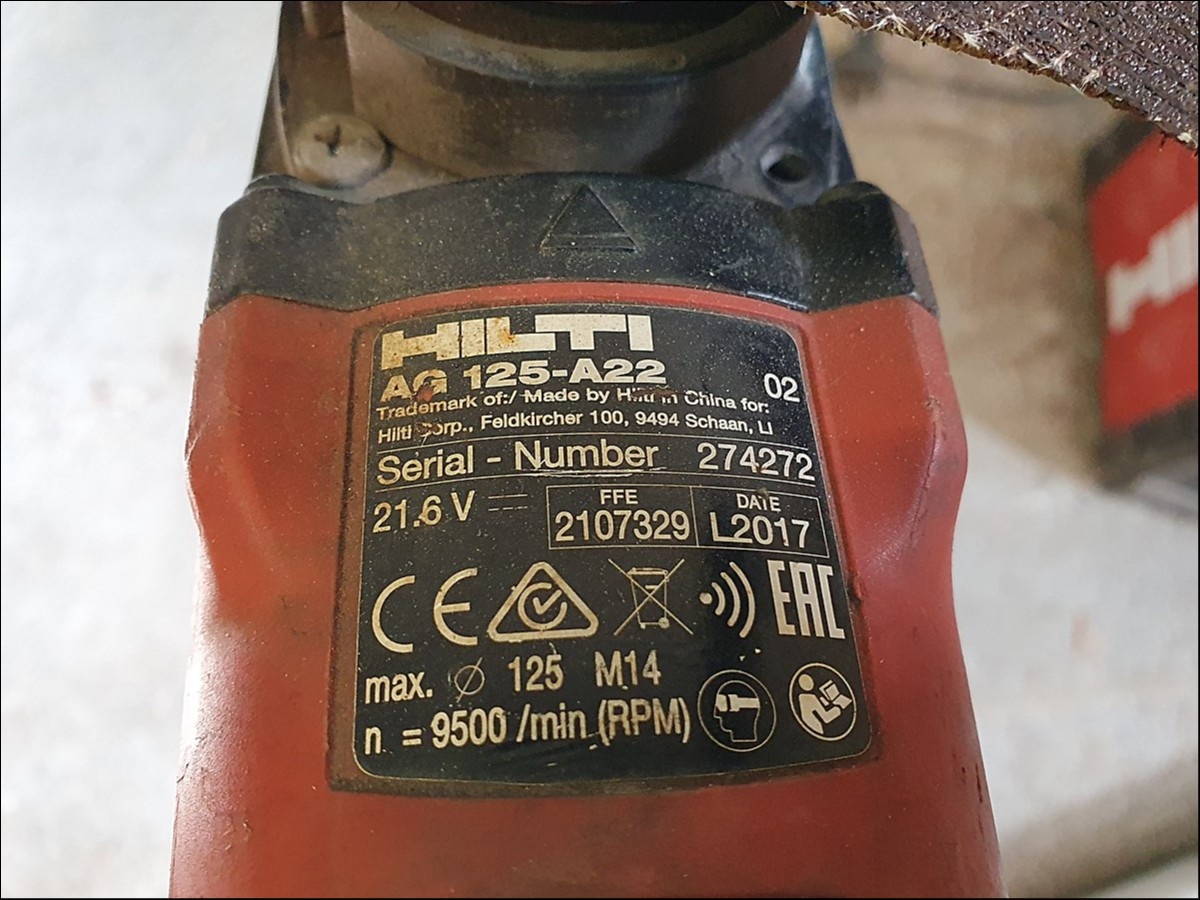 HILTI
AG 125-A22 02
Trademark of:/ Made by Hilti in China for:
Hilti Corp., Feldkircher 100, 9494 Schaan, LI
Serial - Number 274272
21.6 V FFE DATE
2107329 L2017
CE EAC
max. ⌀ 125 M14
n = 9500 /min (RPM)
HIL